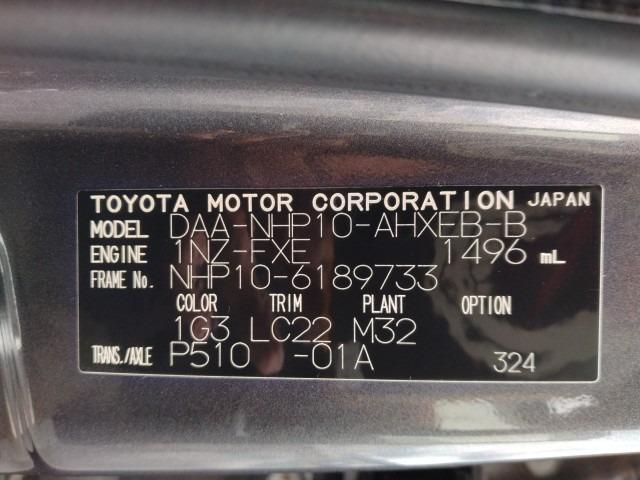 TOYOTA MOTOR CORPORATION JAPAN
MODEL DAA-NHP10-AHXEB-B
ENGINE 1NZ-FXE 1496 mL
FRAME No. NHP10-6189733
COLOR TRIM PLANT OPTION
1G3 LC22 M32
TRANS./AXLE P510 -01A 324